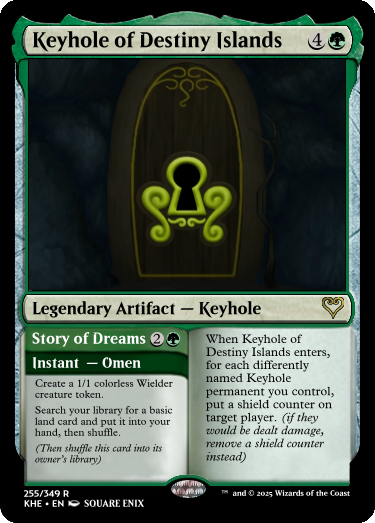 Keyhole of Destiny Islands 4
Legendary Artifact — Keyhole
Story of Dreams 2
Instant — Omen
Create a 1/1 colorless Wielder
creature token.
Search your library for a basic
land card and put it into your
hand, then shuffle.
(Then shuffle this card into its
owner's library)
When Keyhole of
Destiny Islands enters,
for each differently
named Keyhole
permanent you control,
put a shield counter on
target player. (if they
would be dealt damage,
remove a shield counter
instead)
255/349 R
KHE • EN SQUARE ENIX
™ and © 2025 Wizards of the Coast